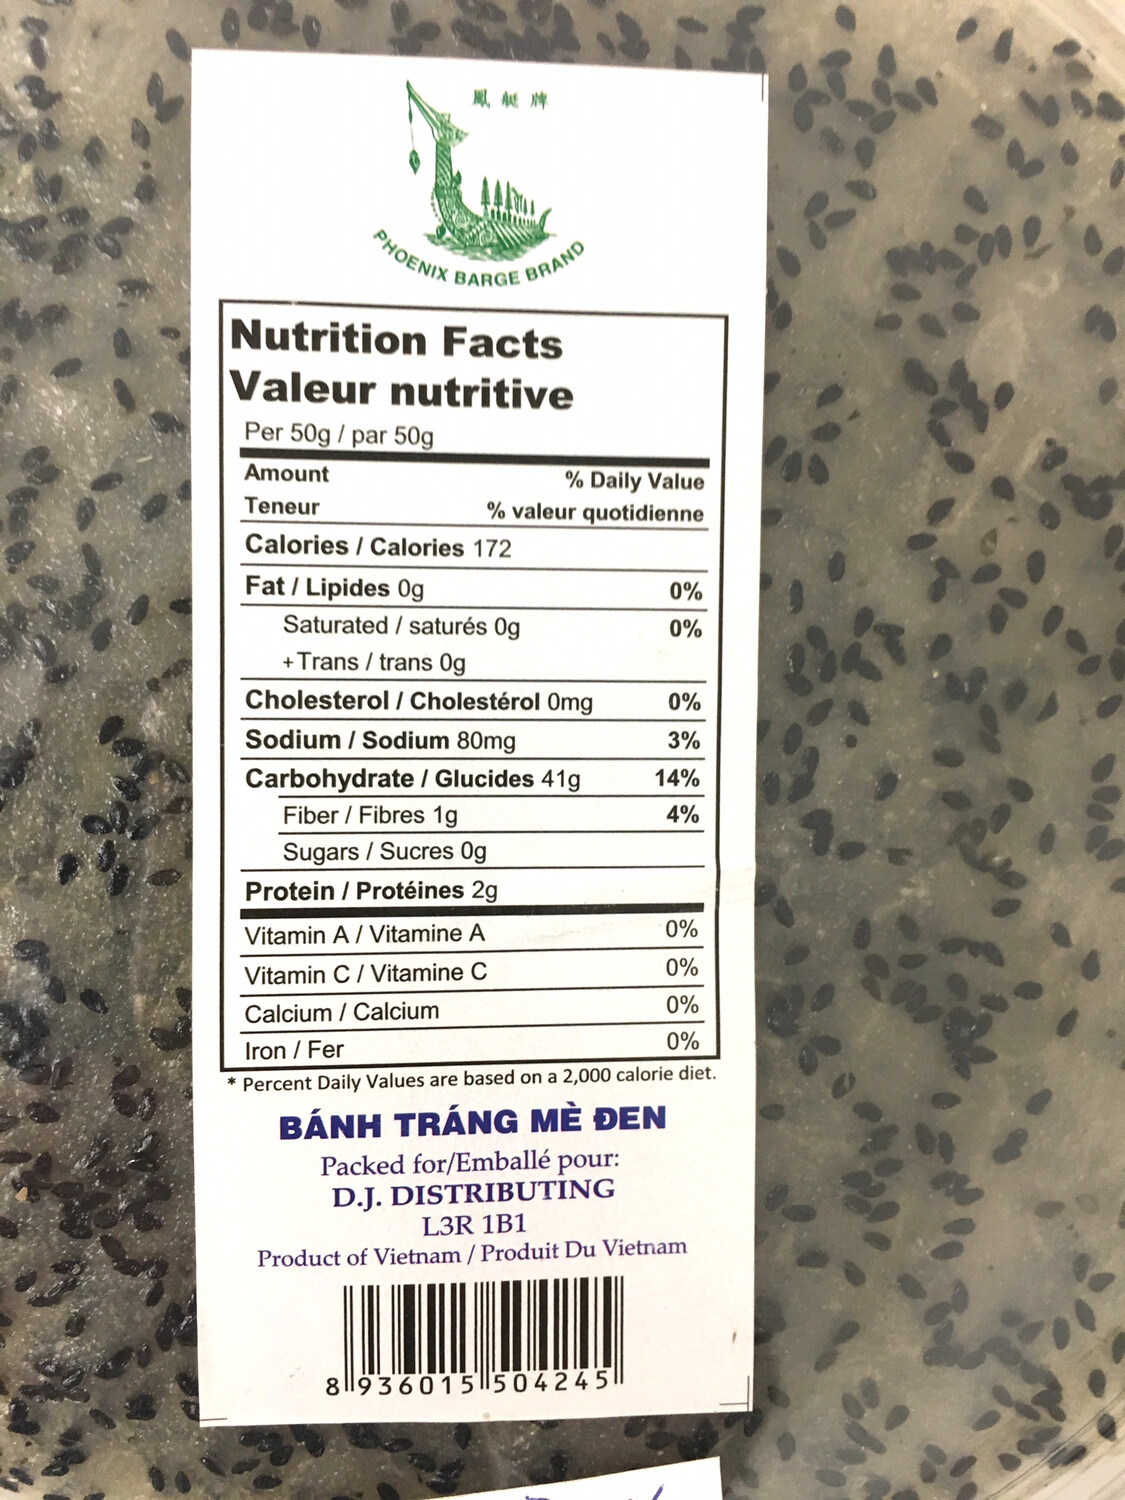 鳳艇牌
PHOENIX BARGE BRAND
Nutrition Facts
Valeur nutritive
Per 50g / par 50g
Amount % Daily Value
Teneur % valeur quotidienne
Calories / Calories 172
Fat / Lipides 0g 0%
Saturated / saturés 0g 0%
+Trans / trans 0g
Cholesterol / Cholestérol 0mg 0%
Sodium / Sodium 80mg 3%
Carbohydrate / Glucides 41g 14%
Fiber / Fibres 1g 4%
Sugars / Sucres 0g
Protein / Protéines 2g
Vitamin A / Vitamine A 0%
Vitamin C / Vitamine C 0%
Calcium / Calcium 0%
Iron / Fer 0%
* Percent Daily Values are based on a 2,000 calorie diet.
BÁNH TRÁNG MÈ ĐEN
Packed for/Emballé pour:
D.J. DISTRIBUTING
L3R 1B1
Product of Vietnam / Produit Du Vietnam
8 936015 504245